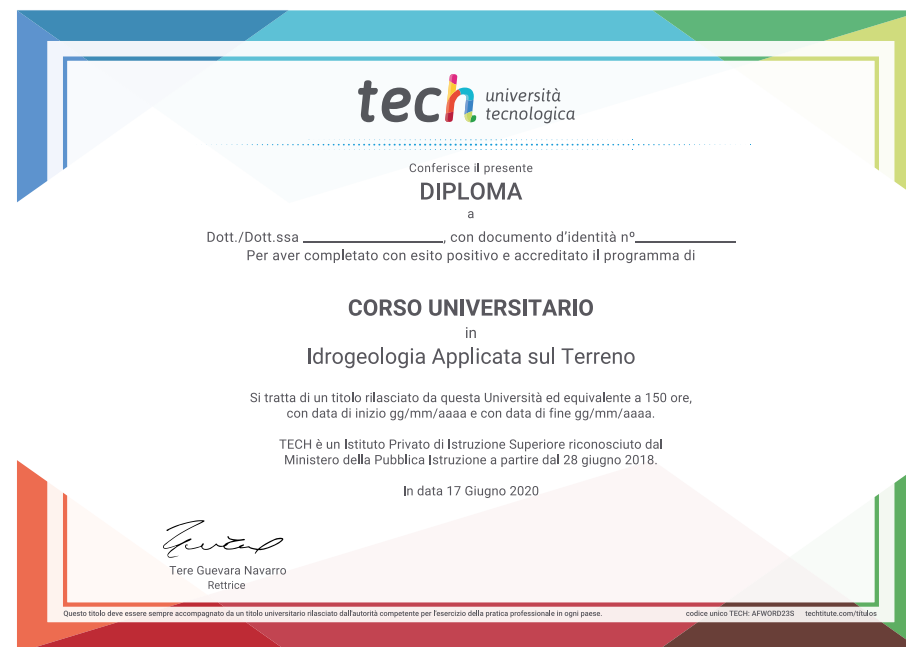 tech università
tecnologica
Conferisce il presente
DIPLOMA
a
Dott./Dott.ssa ____________, con documento d'identità nº____________
Per aver completato con esito positivo e accreditato il programma di
CORSO UNIVERSITARIO
in
Idrogeologia Applicata sul Terreno
Si tratta di un titolo rilasciato da questa Università ed equivalente a 150 ore,
con data di inizio gg/mm/aaaa e con data di fine gg/mm/aaaa.
TECH è un Istituto Privato di Istruzione Superiore riconosciuto dal
Ministero della Pubblica Istruzione a partire dal 28 giugno 2018.
In data 17 Giugno 2020
Tere Guevara Navarro
Rettrice
Questo titolo deve essere sempre accompagnato da un titolo universitario rilasciato dall'autorità competente per l'esercizio della pratica professionale in ogni paese. codice unico TECH: AFWORD23S techtitute.com/titulos